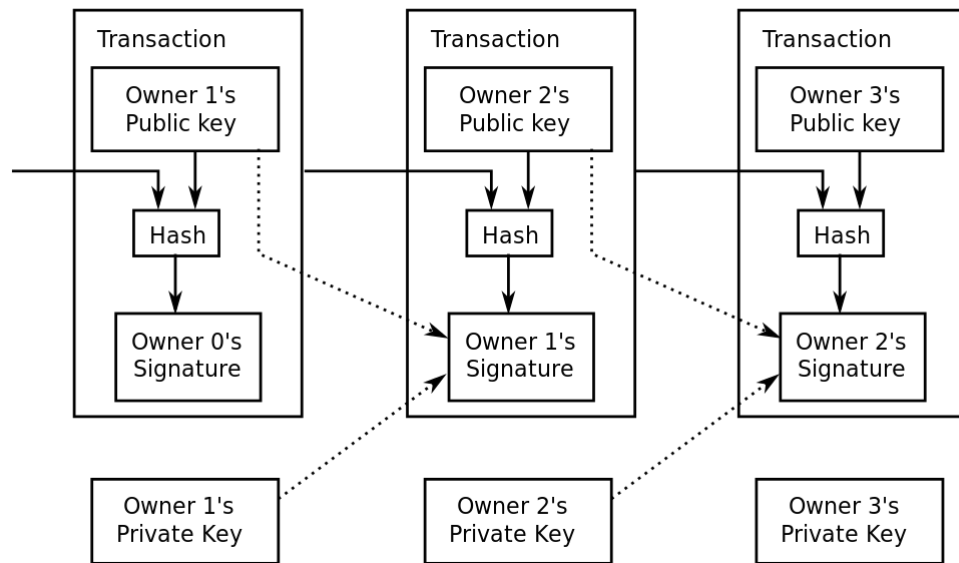 Transaction
Owner 1's
Public key
Hash
Owner 0's
Signature
Transaction
Owner 2's
Public key
Hash
Owner 1's
Signature
Transaction
Owner 3's
Public key
Hash
Owner 2's
Signature
Owner 1's
Private Key
Owner 2's
Private Key
Owner 3's
Private Key